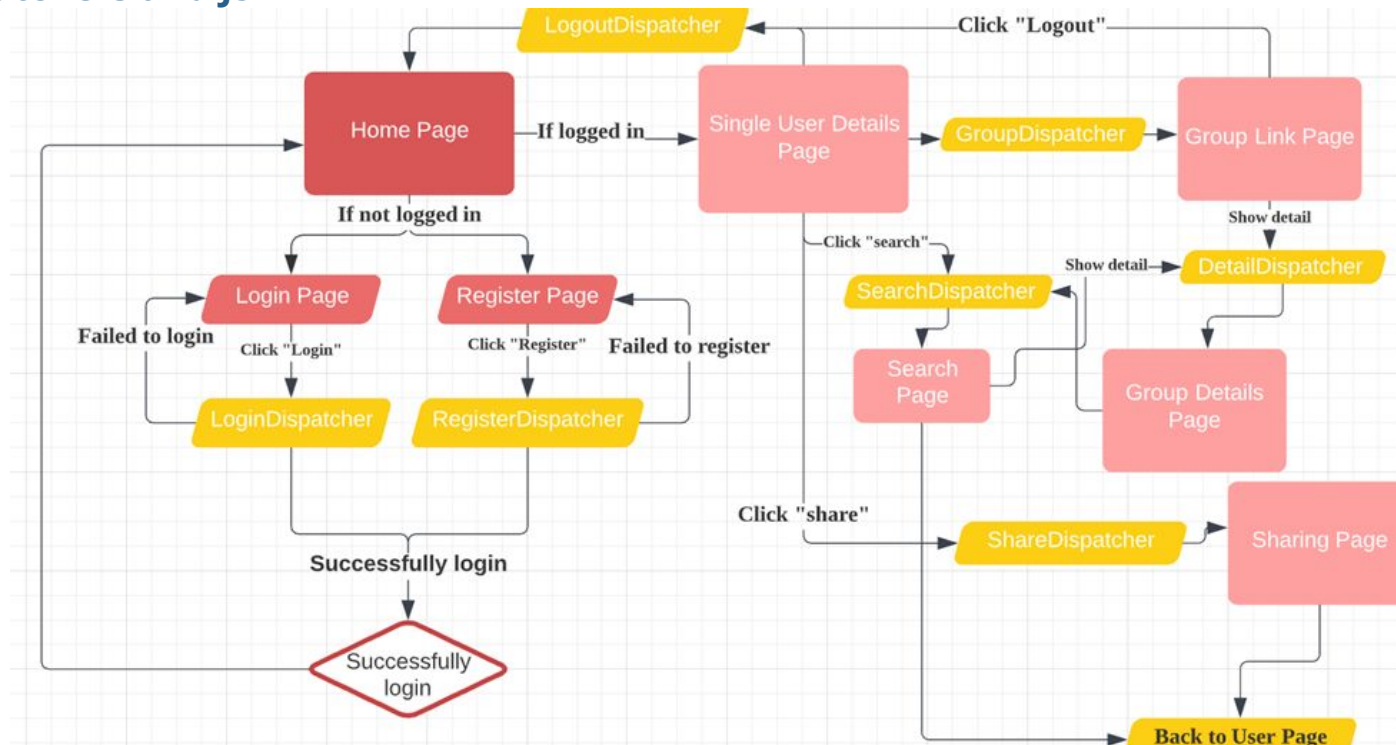 LogoutDispatcher
Click "Logout"
Home Page
If logged in
Single User Details
Page
GroupDispatcher
Group Link Page
If not logged in
Show detail
Click "search"
Show detail
DetailDispatcher
Login Page
Register Page
SearchDispatcher
Failed to login
Click "Login"
Click "Register"
Failed to register
Search
Page
Group Details
Page
LoginDispatcher
RegisterDispatcher
Click "share"
ShareDispatcher
Sharing Page
Successfully login
Successfully
login
Back to User Page